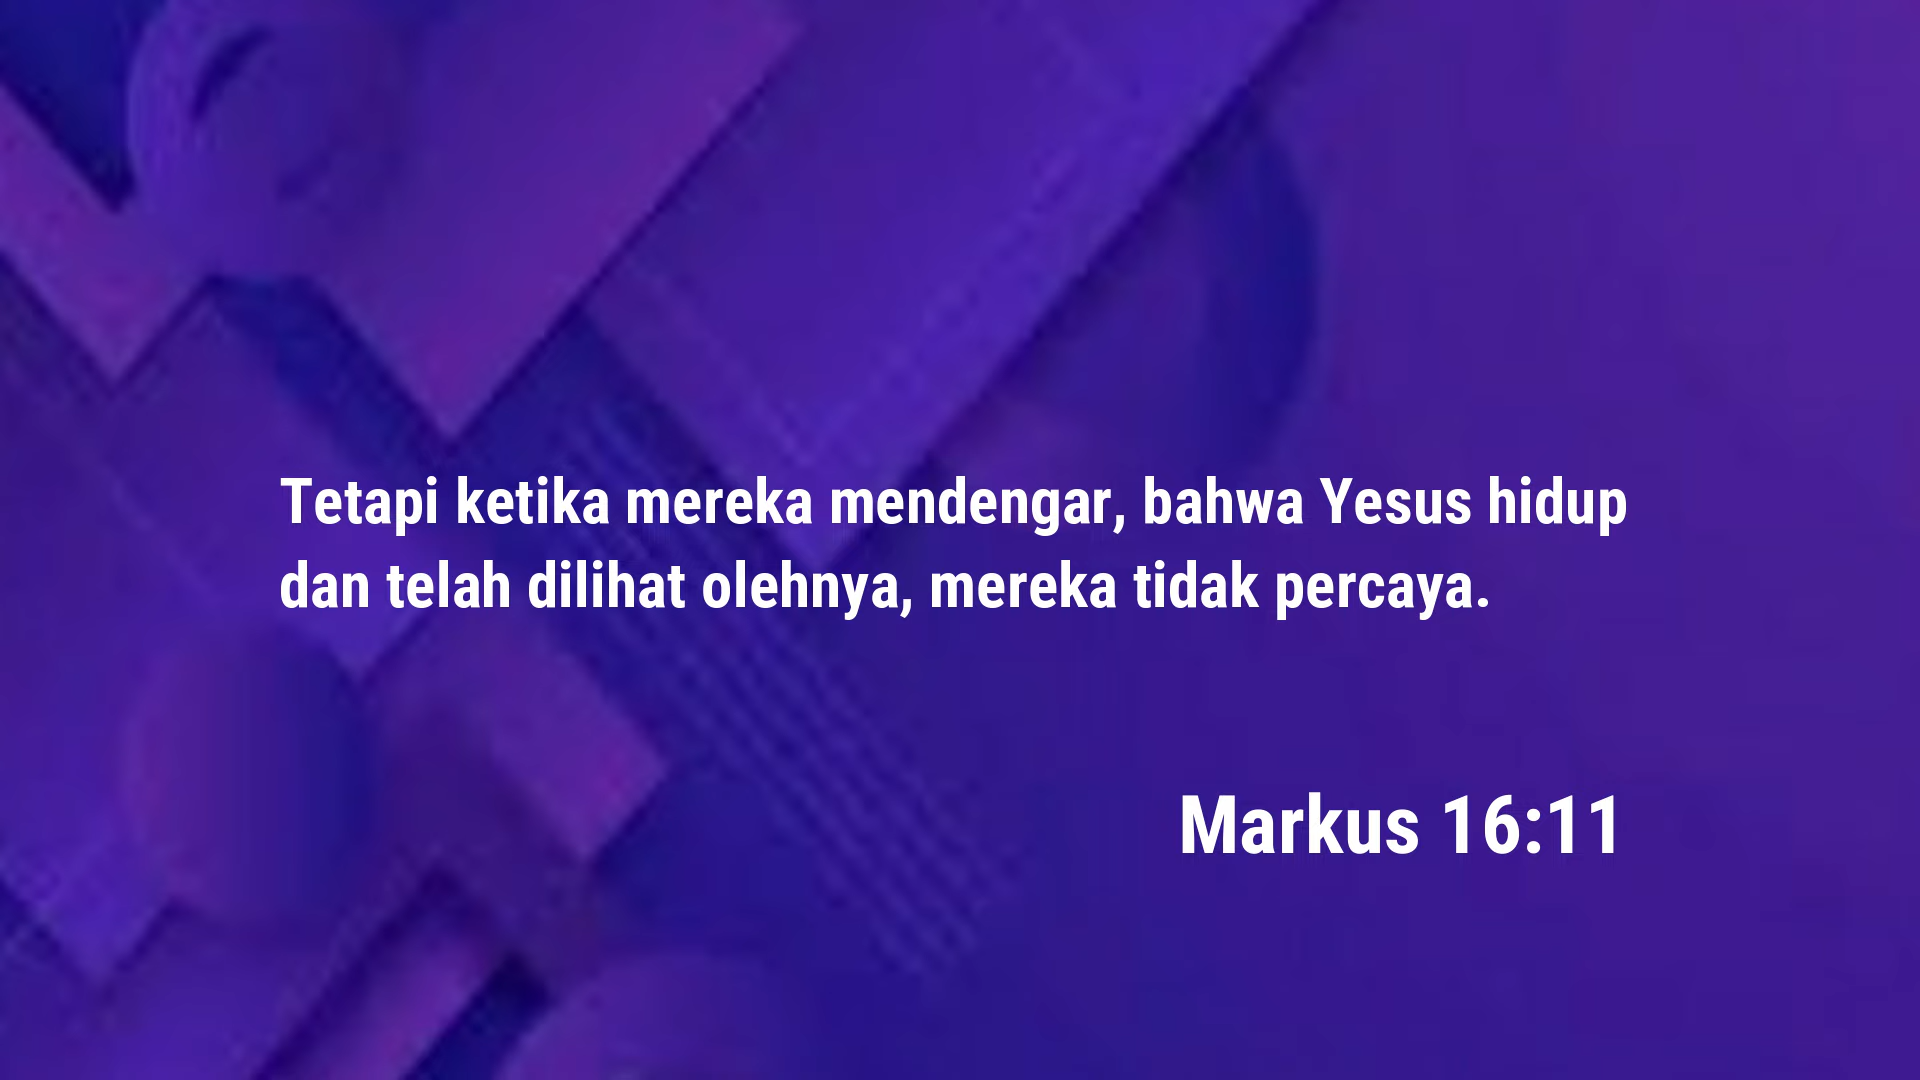 Tetapi ketika mereka mendengar, bahwa Yesus hidup
dan telah dilihat olehnya, mereka tidak percaya.
Markus 16:11